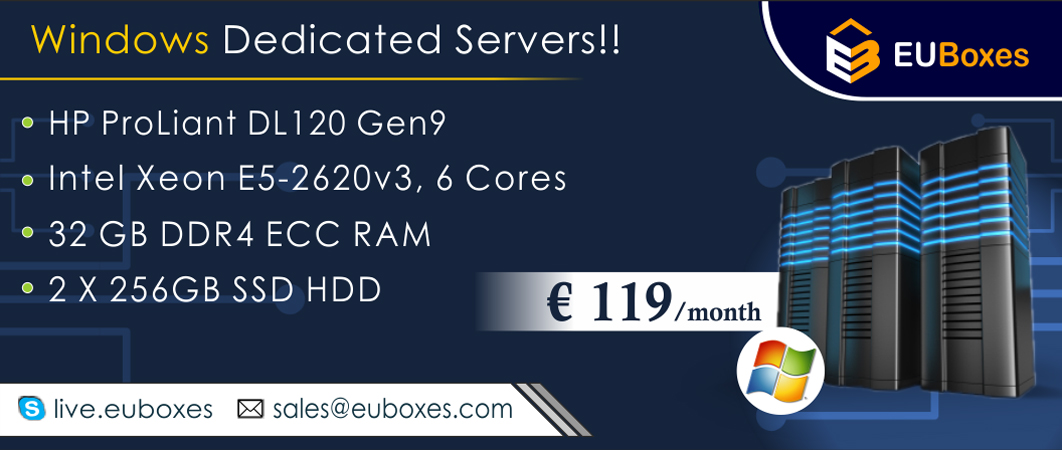 Windows Dedicated Servers!!
EUBoxes
HP ProLiant DL120 Gen9
Intel Xeon E5-2620v3, 6 Cores
32 GB DDR4 ECC RAM
2 X 256GB SSD HDD
€ 119/month
live.euboxes sales@euboxes.com